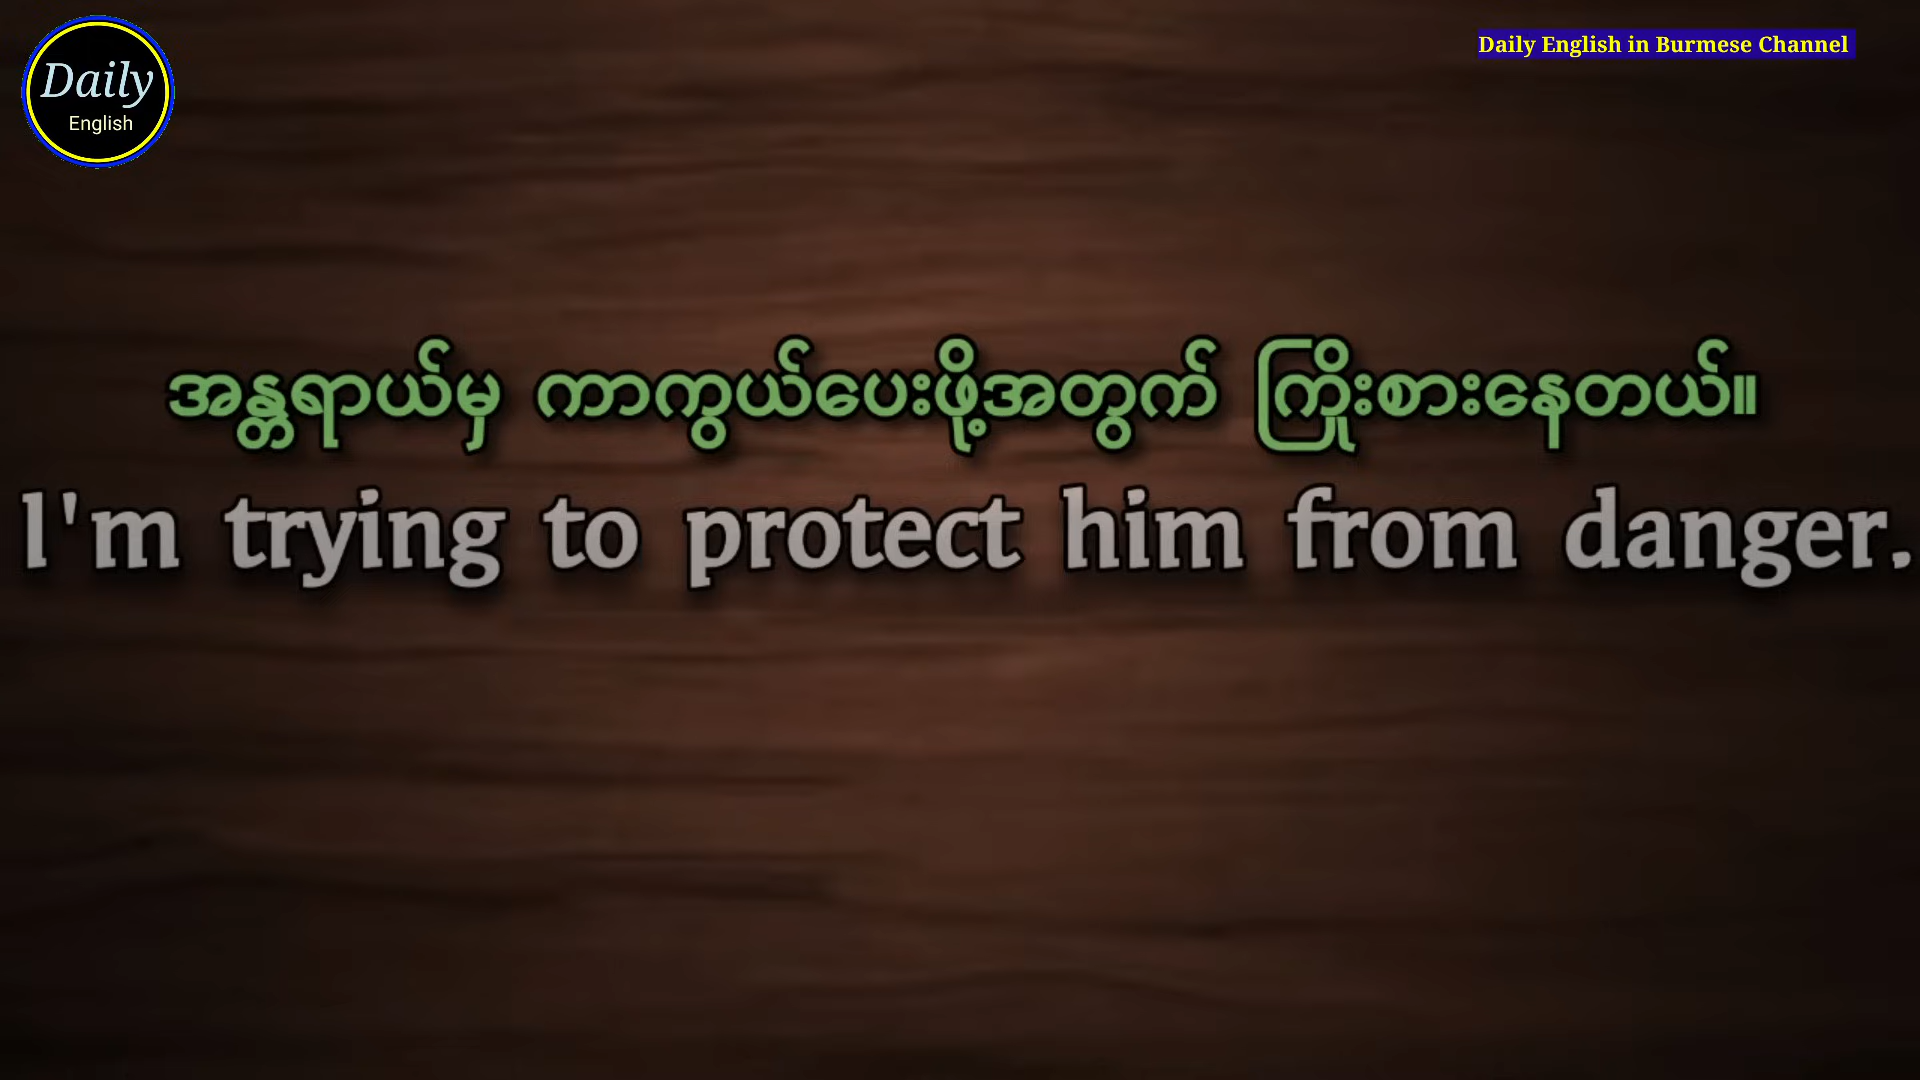 Daily
English
Daily English in Burmese Channel
အန္တရာယ်မှ ကာကွယ်ပေးဖို့အတွက် ကြိုးစားနေတယ်။
I'm trying to protect him from danger.